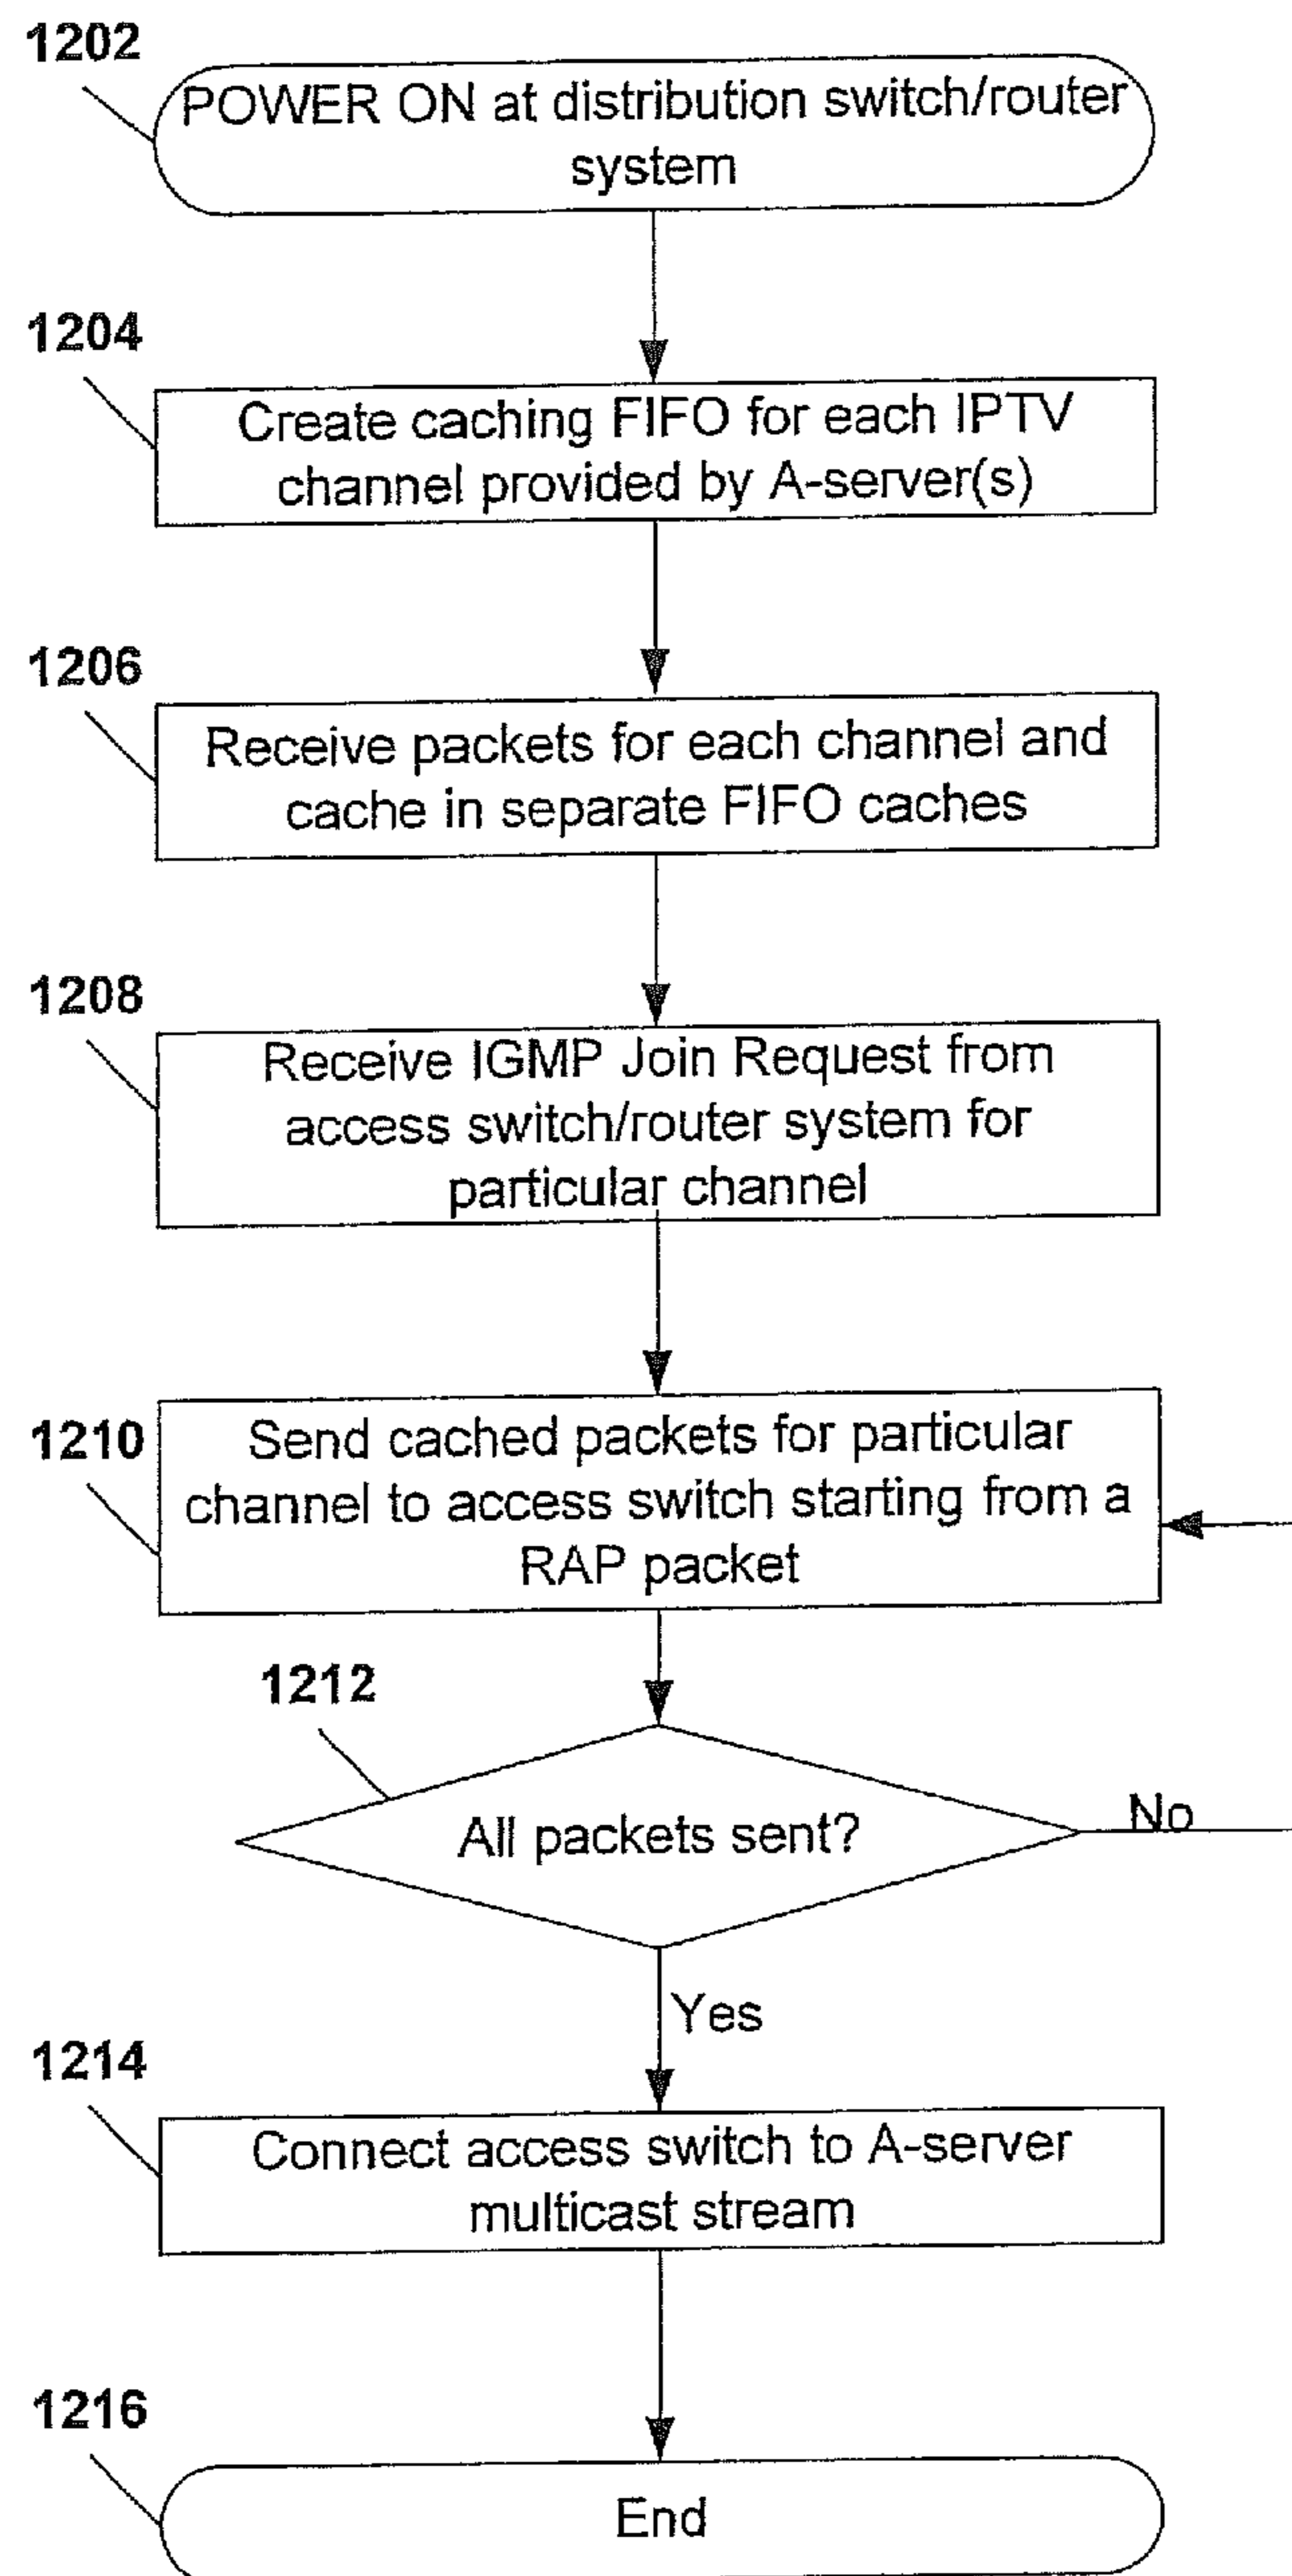 1202
POWER ON at distribution switch/router
system
1204
Create caching FIFO for each IPTV
channel provided by A-server(s)
1206
Receive packets for each channel and
cache in separate FIFO caches
1208
Receive IGMP Join Request from
access switch/router system for
particular channel
1210
Send cached packets for particular
channel to access switch starting from a
RAP packet
1212
All packets sent?
No
Yes
1214
Connect access switch to A-server
multicast stream
1216
End